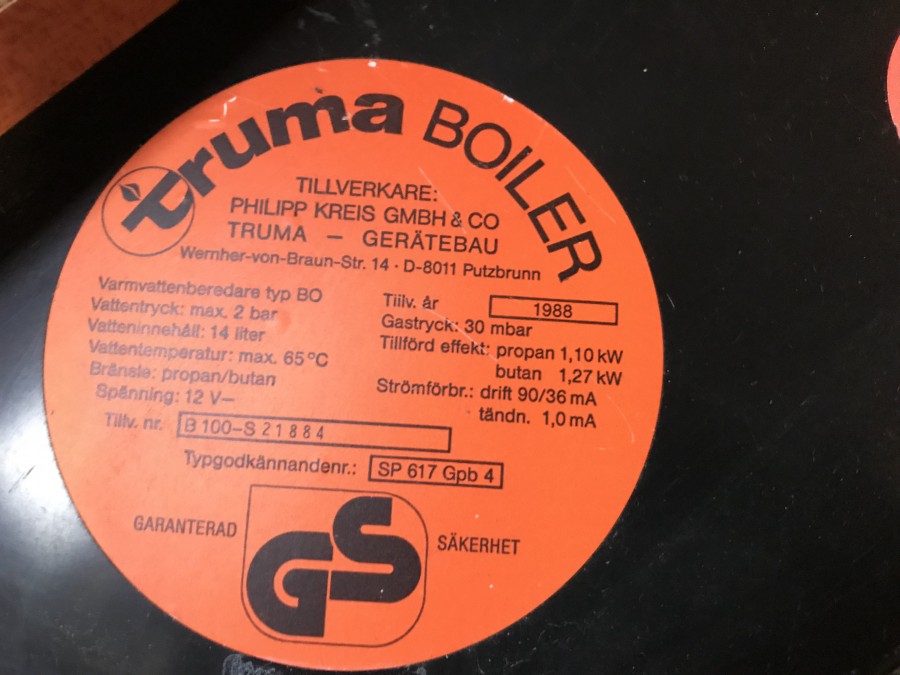 truma BOILER
TILLVERKARE:
PHILIPP KREIS GMBH & CO
TRUMA – GERÄTEBAU
Wernher-von-Braun-Str. 14 · D-8011 Putzbrunn
Varmvattenberedare typ BO
Vattentryck: max. 2 bar
Vatteninnehåll: 14 liter
Vattentemperatur: max. 65 °C
Bränsle: propan/butan
Spänning: 12 V–
Tillv. år 1988
Gastryck: 30 mbar
Tillförd effekt: propan 1,10 kW
butan 1,27 kW
Strömförbr.: drift 90/36 mA
tändn. 1,0 mA
Tillv. nr. B 100–S 21884
Typgodkännandenr.: SP 617 Gpb 4
GARANTERAD GS SÄKERHET